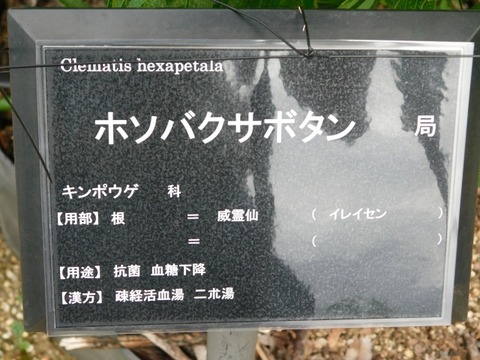 Clematis hexapetala
ホソバクサボタン 局
キンポウゲ 科
【用部】 根 ＝ 威霊仙 ( イレイセン )
＝ ( )
【用途】 抗菌 血糖下降
【漢方】 疎経活血湯 二朮湯